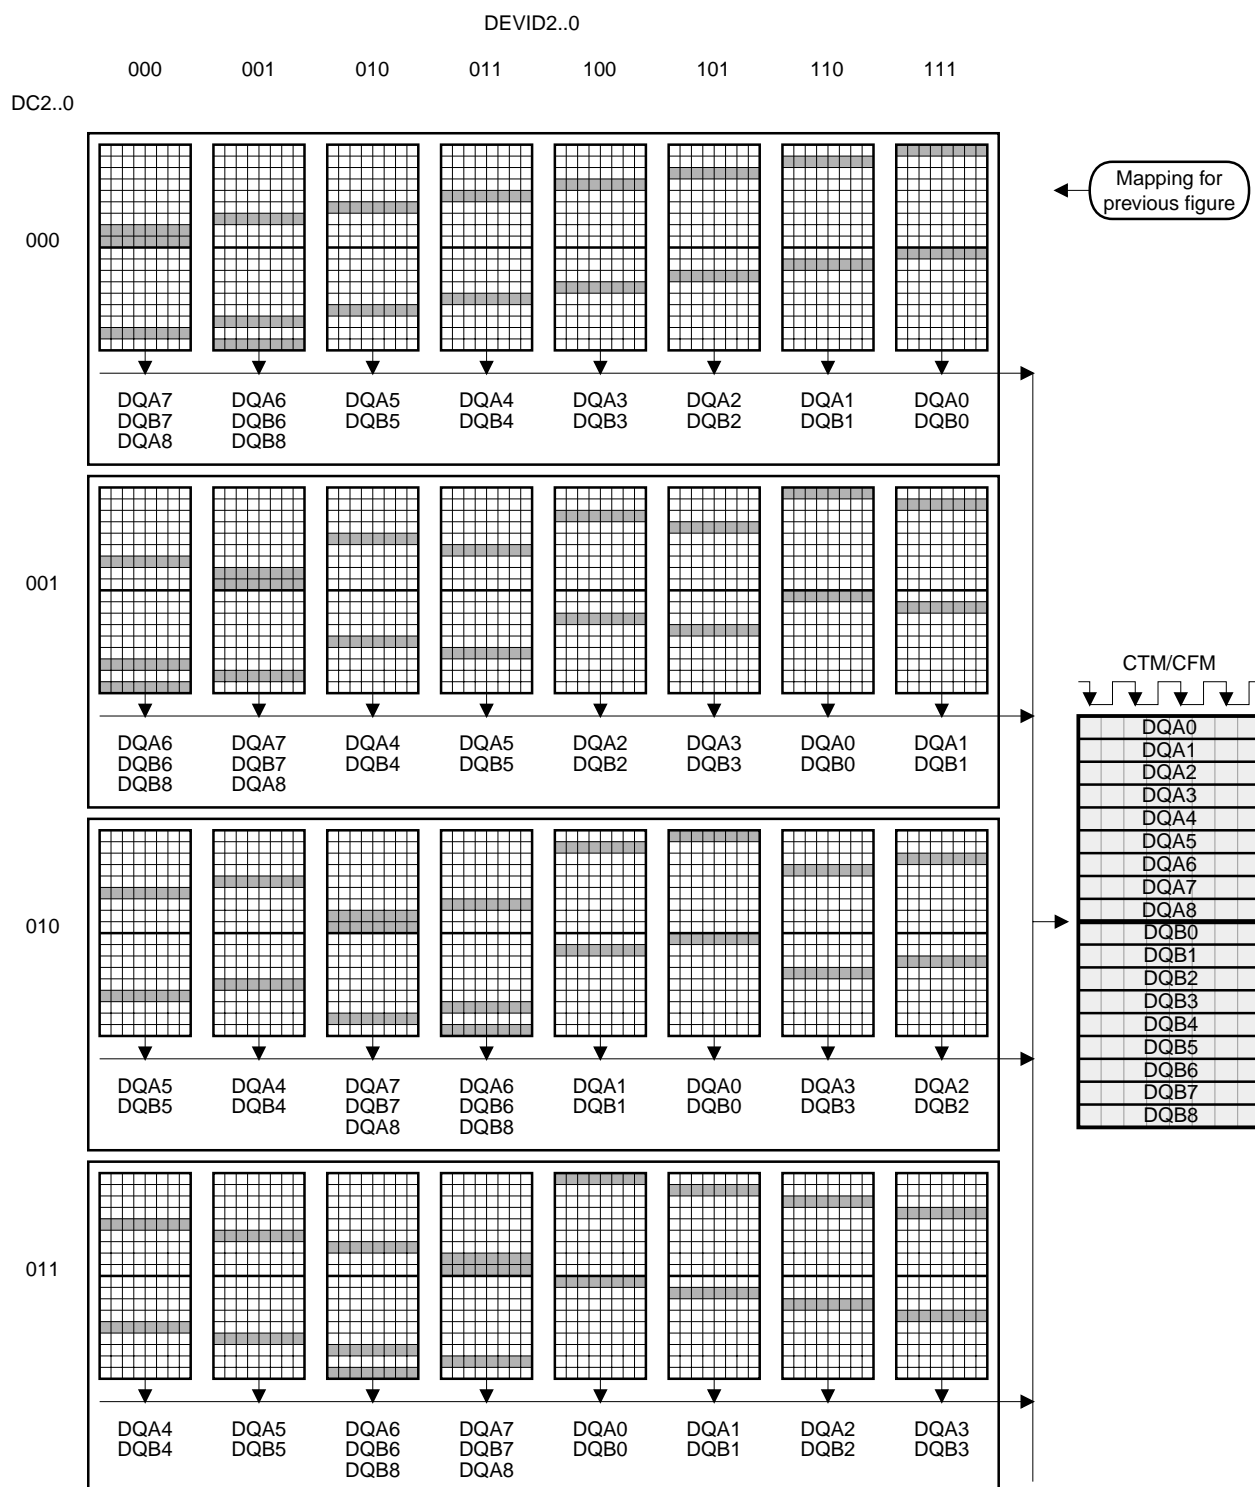 DEVID2..0
000 001 010 011 100 101 110 111
DC2..0
Mapping for
previous figure
000
DQA7 DQA6 DQA5 DQA4 DQA3 DQA2 DQA1 DQA0
DQB7 DQB6 DQB5 DQB4 DQB3 DQB2 DQB1 DQB0
DQA8 DQB8
001
DQA6 DQA7 DQA4 DQA5 DQA2 DQA3 DQA0 DQA1
DQB6 DQB7 DQB4 DQB5 DQB2 DQB3 DQB0 DQB1
DQB8 DQA8
010
DQA5 DQA4 DQA7 DQA6 DQA1 DQA0 DQA3 DQA2
DQB5 DQB4 DQB7 DQB6 DQB1 DQB0 DQB3 DQB2
DQA8 DQB8
011
DQA4 DQA5 DQA6 DQA7 DQA0 DQA1 DQA2 DQA3
DQB4 DQB5 DQB6 DQB7 DQB0 DQB1 DQB2 DQB3
DQB8 DQA8
CTM/CFM
DQA0
DQA1
DQA2
DQA3
DQA4
DQA5
DQA6
DQA7
DQA8
DQB0
DQB1
DQB2
DQB3
DQB4
DQB5
DQB6
DQB7
DQB8